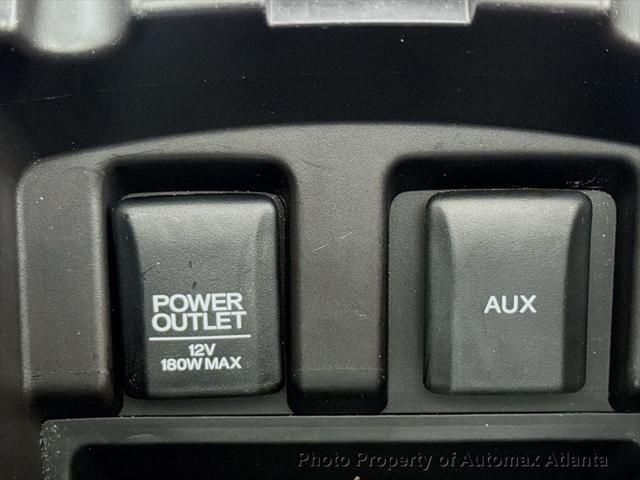 POWER
OUTLET
12V
180W MAX
AUX
Photo Property of Automax Atlanta